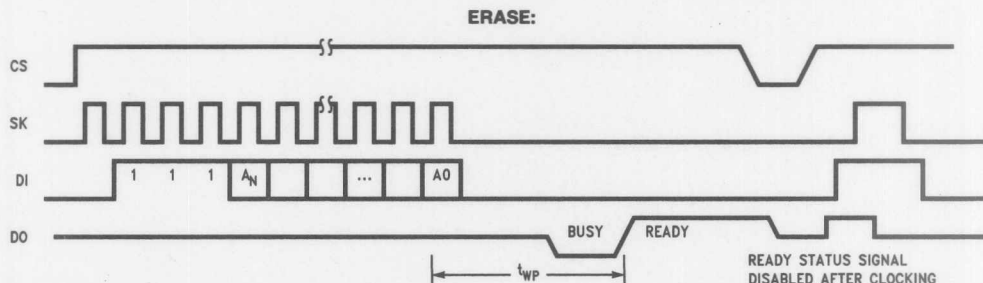 ERASE:
CS
SK
DI 1 1 1 AN ... A0
DO BUSY READY
tWP
READY STATUS SIGNAL
DISABLED AFTER CLOCKING